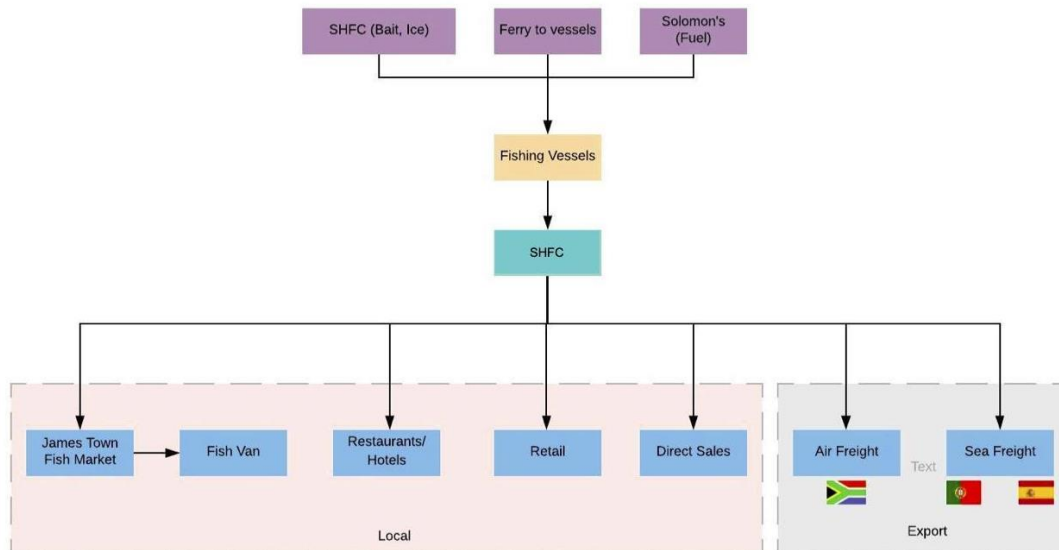 SHFC (Bait, Ice)
Ferry to vessels
Solomon's
(Fuel)
Fishing Vessels
SHFC
James Town
Fish Market
Fish Van
Restaurants/
Hotels
Retail
Direct Sales
Air Freight
Text
Sea Freight
Local
Export